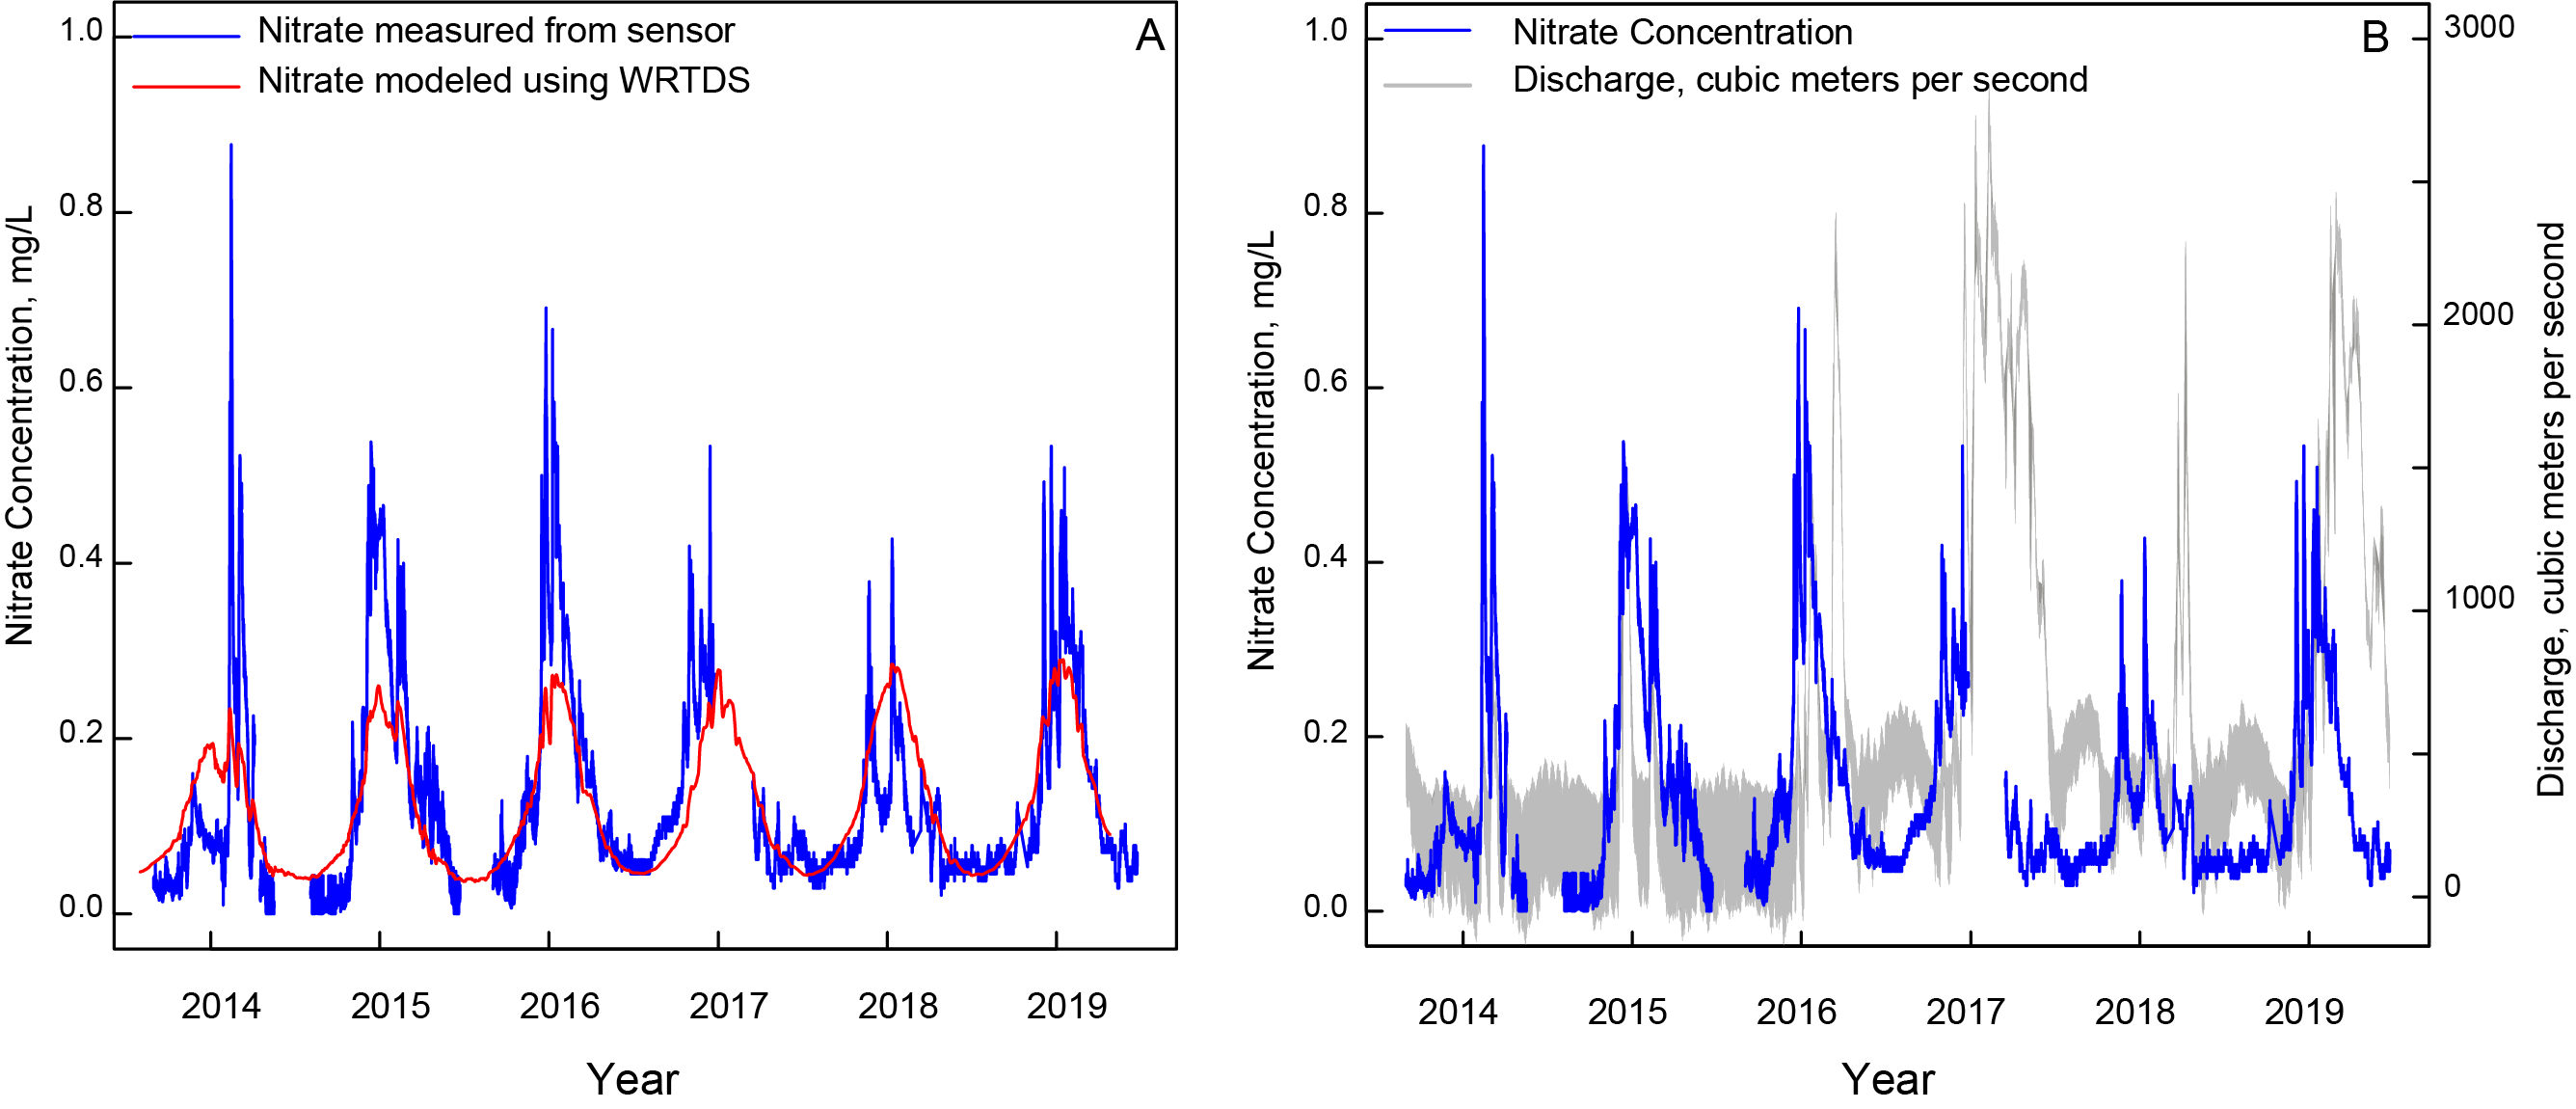 A
Nitrate measured from sensor
Nitrate modeled using WRTDS
Nitrate Concentration, mg/L
1.0
0.8
0.6
0.4
0.2
0.0
2014 2015 2016 2017 2018 2019
Year
B
Nitrate Concentration
Discharge, cubic meters per second
Nitrate Concentration, mg/L
1.0
0.8
0.6
0.4
0.2
0.0
3000
2000
1000
0
Discharge, cubic meters per second
2014 2015 2016 2017 2018 2019
Year